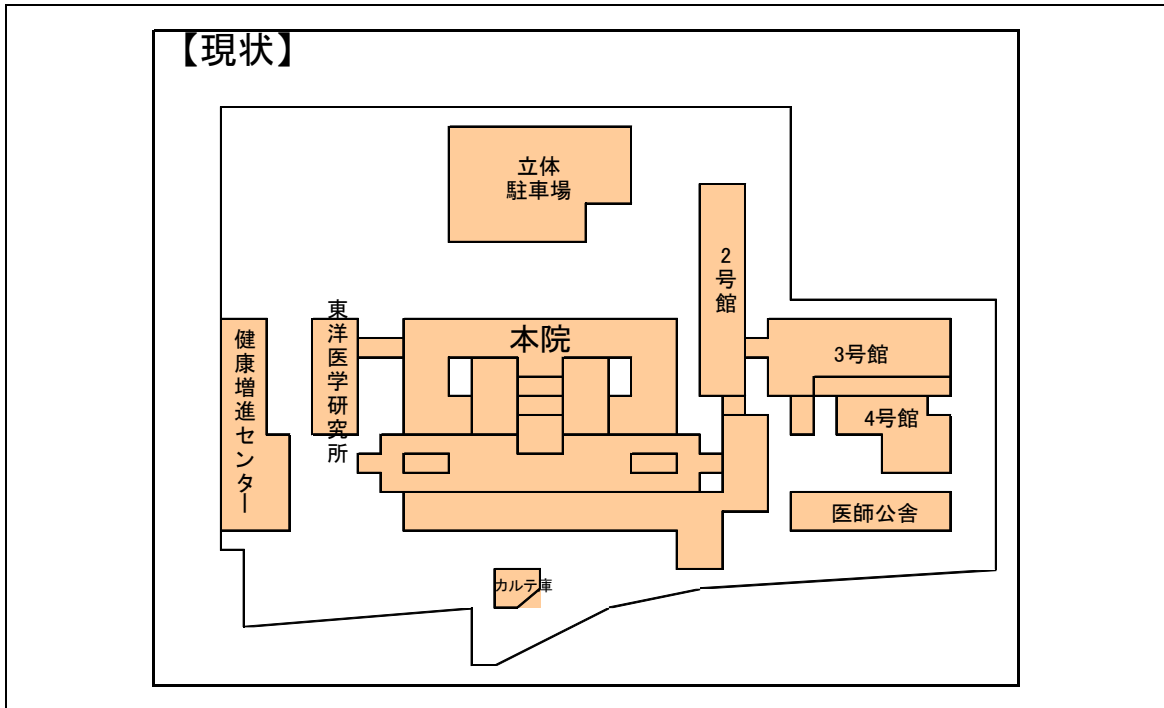 【現状】
立体
駐車場
2号館
東洋医学研究所
本院
健康増進センター
3号館
4号館
医師公舎
カルテ庫